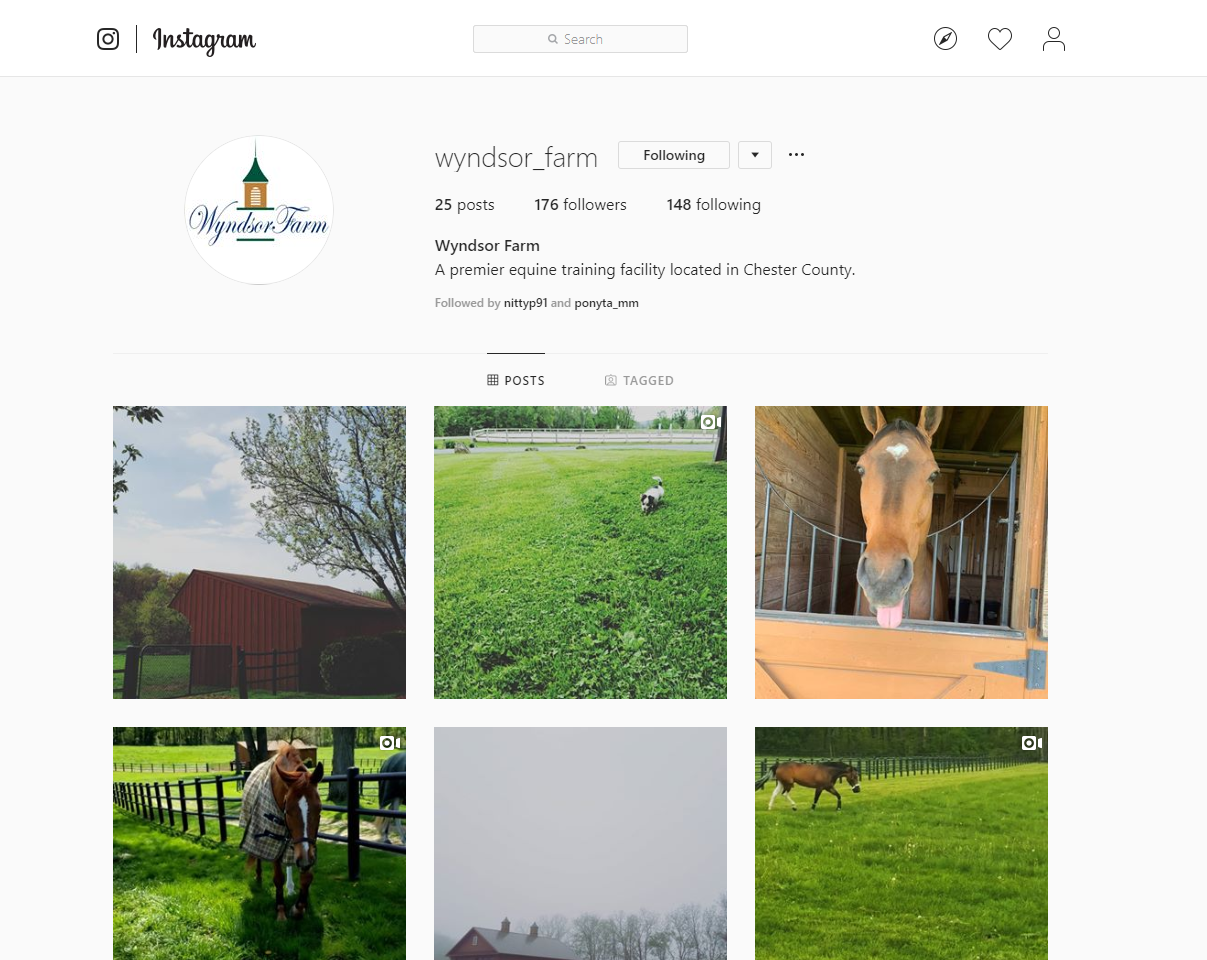 Instagram
Search
wyndsor_farm
Following
25 posts 176 followers 148 following
Wyndsor Farm
Wyndsor Farm
A premier equine training facility located in Chester County.
Followed by nittyp91 and ponyta_mm
POSTS TAGGED